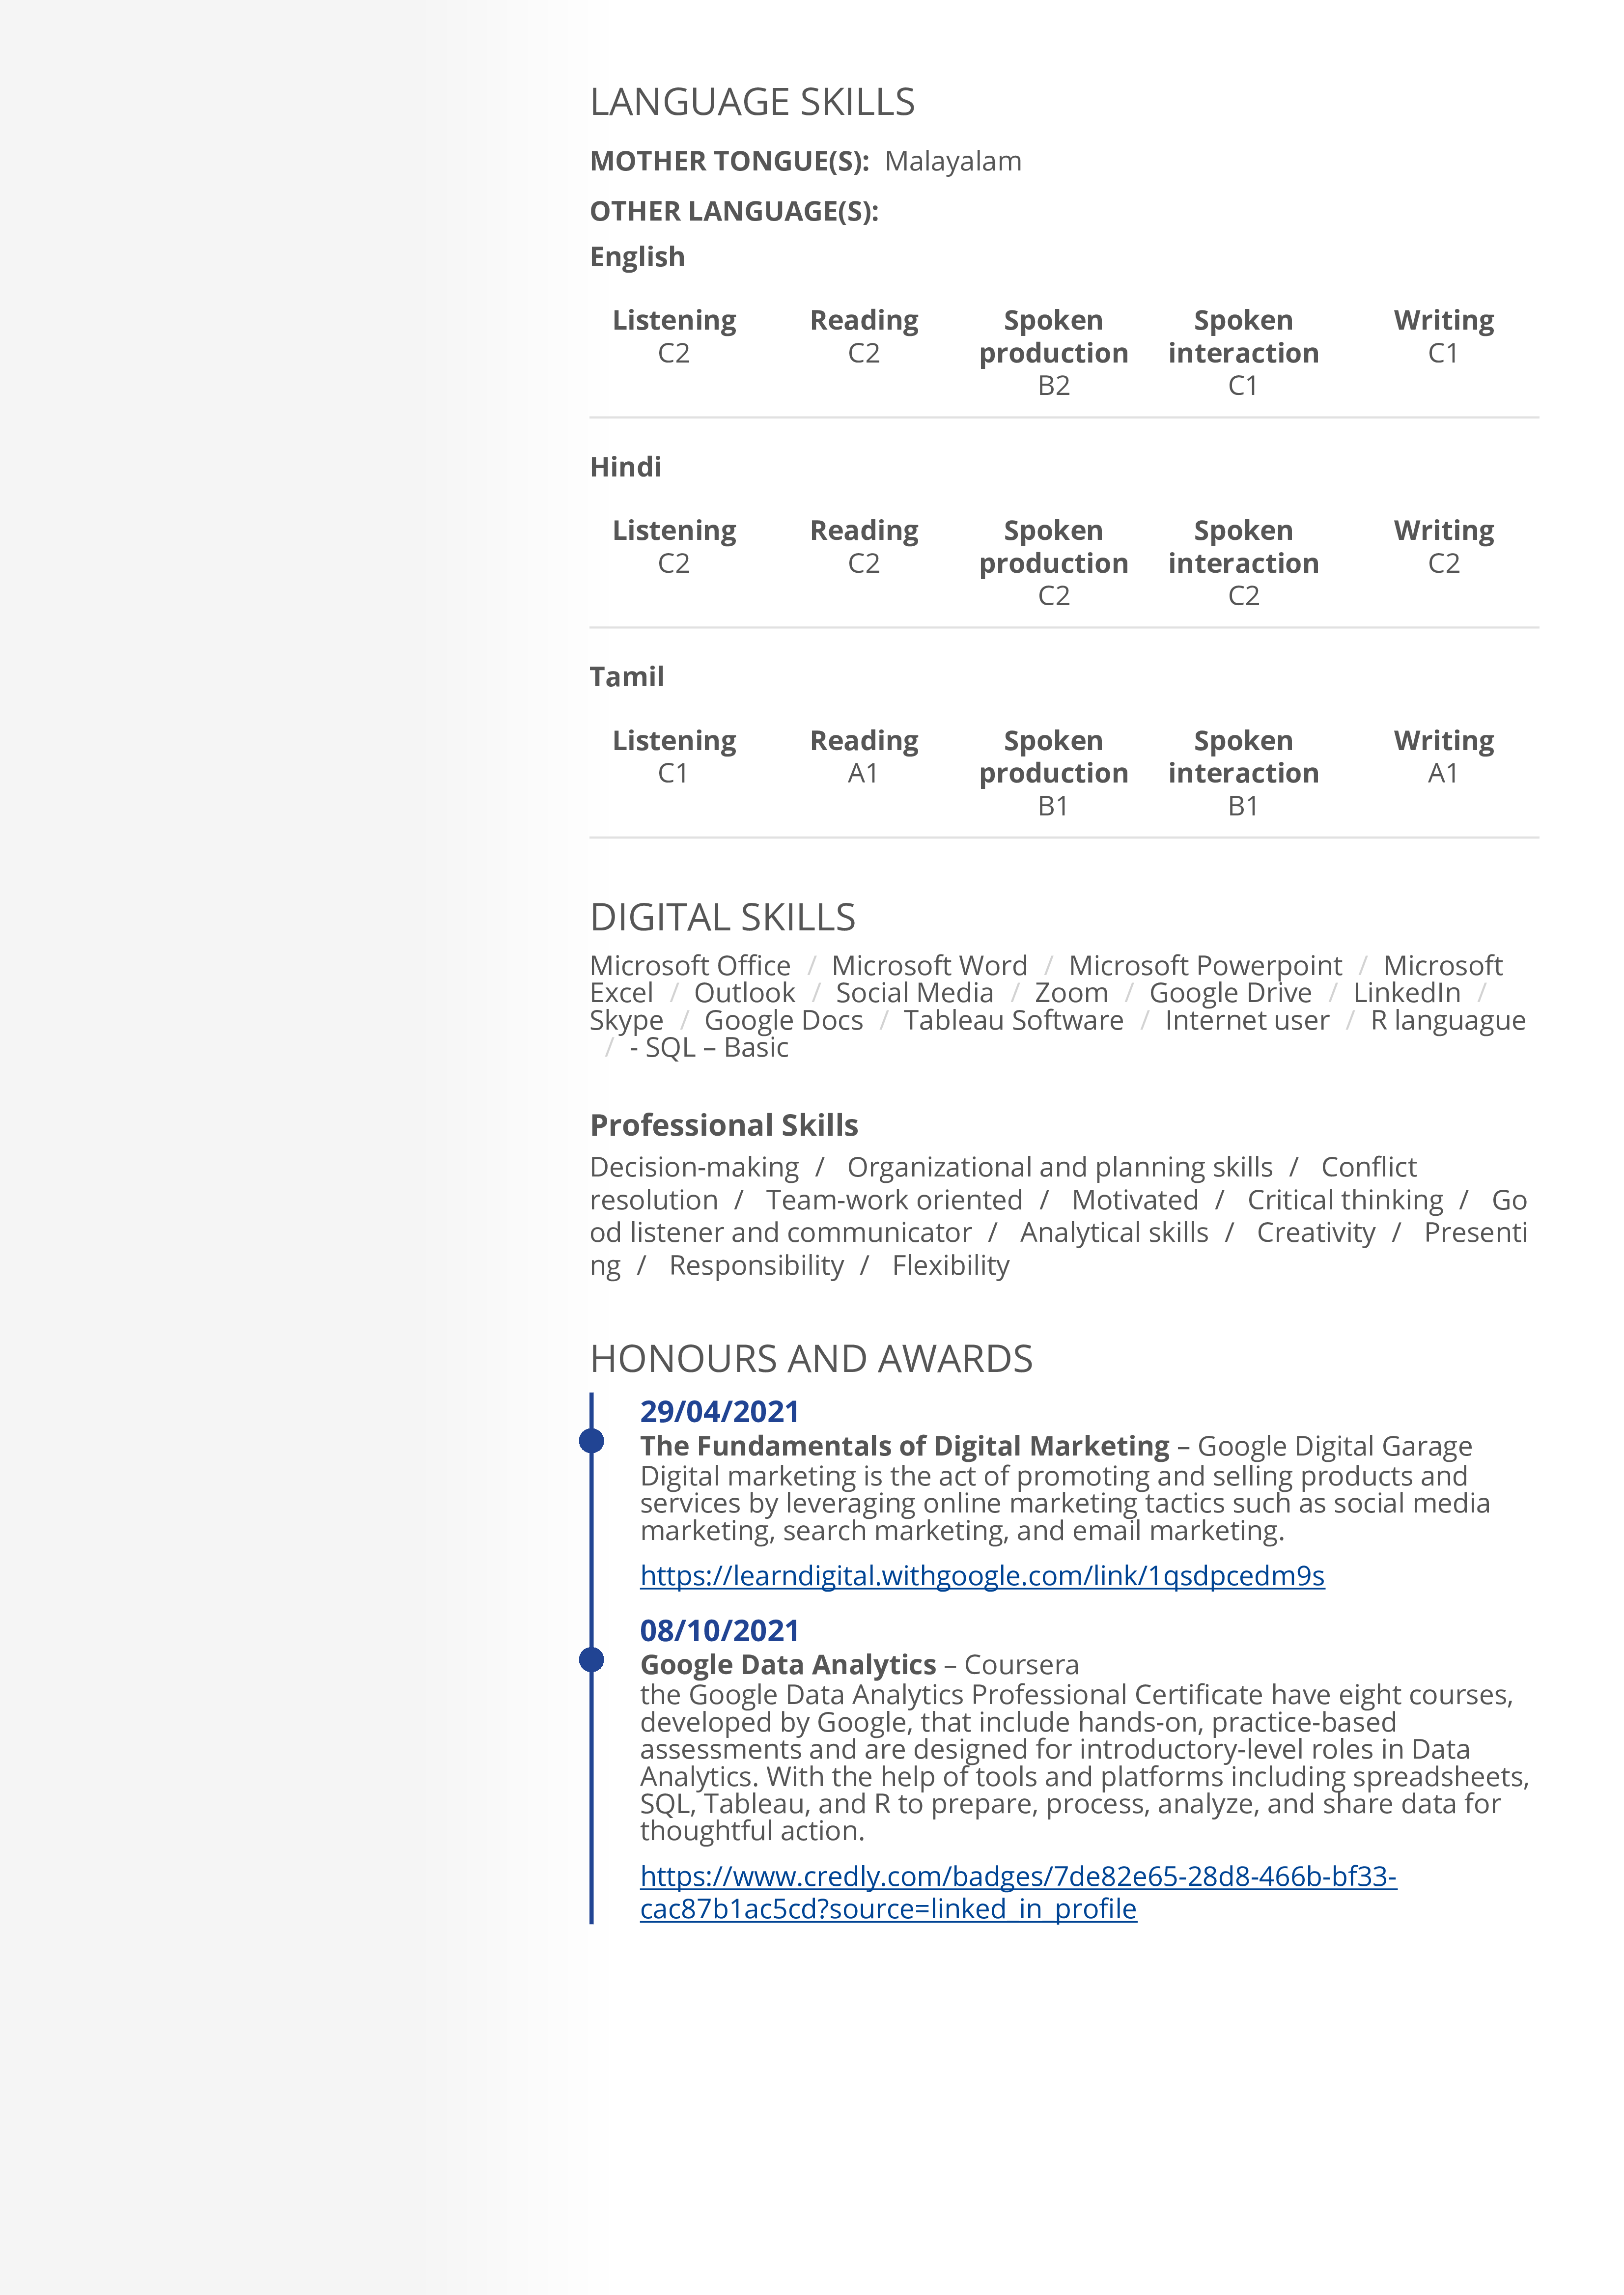 LANGUAGE SKILLS
MOTHER TONGUE(S): Malayalam
OTHER LANGUAGE(S):
English
Listening Reading Spoken Spoken Writing
C2 C2 production interaction C1
B2 C1
Hindi
Listening Reading Spoken Spoken Writing
C2 C2 production interaction C2
C2 C2
Tamil
Listening Reading Spoken Spoken Writing
C1 A1 production interaction A1
B1 B1
DIGITAL SKILLS
Microsoft Office / Microsoft Word / Microsoft Powerpoint / Microsoft
Excel / Outlook / Social Media / Zoom / Google Drive / LinkedIn /
Skype / Google Docs / Tableau Software / Internet user / R languague
/ - SQL – Basic
Professional Skills
Decision-making / Organizational and planning skills / Conflict
resolution / Team-work oriented / Motivated / Critical thinking / Go
od listener and communicator / Analytical skills / Creativity / Presenti
ng / Responsibility / Flexibility
HONOURS AND AWARDS
29/04/2021
The Fundamentals of Digital Marketing – Google Digital Garage
Digital marketing is the act of promoting and selling products and
services by leveraging online marketing tactics such as social media
marketing, search marketing, and email marketing.
https://learndigital.withgoogle.com/link/1qsdpcedm9s
08/10/2021
Google Data Analytics – Coursera
the Google Data Analytics Professional Certificate have eight courses,
developed by Google, that include hands-on, practice-based
assessments and are designed for introductory-level roles in Data
Analytics. With the help of tools and platforms including spreadsheets,
SQL, Tableau, and R to prepare, process, analyze, and share data for
thoughtful action.
https://www.credly.com/badges/7de82e65-28d8-466b-bf33-
cac87b1ac5cd?source=linked_in_profile